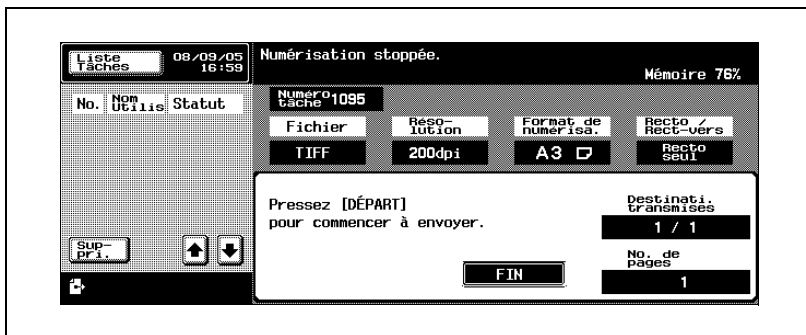 Liste
Tâches
08/09/05
16:59
Numérisation stoppée.
Mémoire 76%
No. Nom Utilis Statut
Numéro tâche 1095
Fichier
Réso-
lution
Format de
numérisa.
Recto /
Rect-vers
TIFF
200dpi
A3
Recto
seul
Pressez [DÉPART]
pour commencer à envoyer.
Destinati.
transmises
1 / 1
No. de
pages
1
FIN
Sup-
pri.